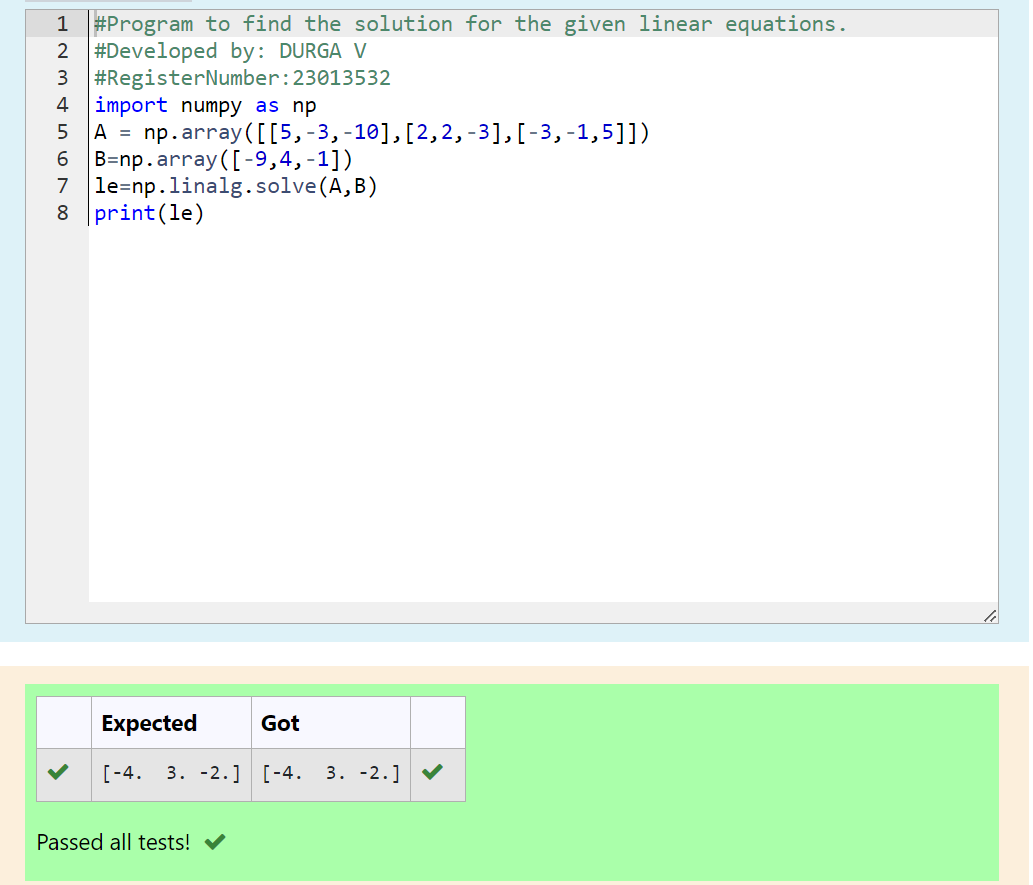 1 #Program to find the solution for the given linear equations.
2 #Developed by: DURGA V
3 #RegisterNumber:23013532
4 import numpy as np
5 A = np.array([[5,-3,-10],[2,2,-3],[-3,-1,5]])
6 B=np.array([-9,4,-1])
7 le=np.linalg.solve(A,B)
8 print(le)
Expected Got
[-4.  3. -2.] [-4.  3. -2.]
Passed all tests!